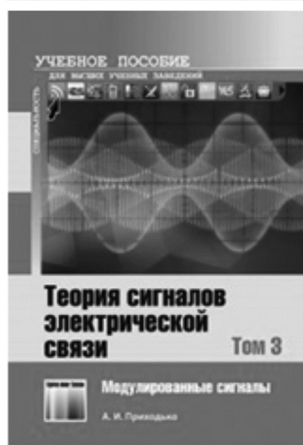 УЧЕБНОЕ ПОСОБИЕ
ДЛЯ ВЫСШИХ УЧЕБНЫХ ЗАВЕДЕНИЙ
СПЕЦИАЛЬНОСТЬ
Теория сигналов
электрической
связи
Том 3
Модулированные сигналы
А. И. Приходько